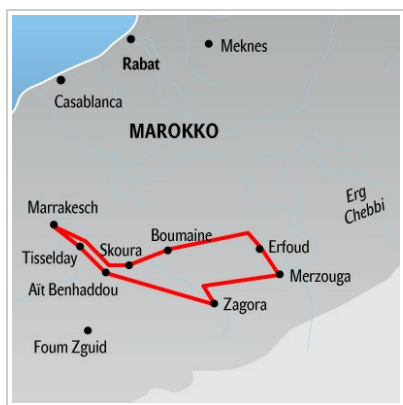 Rabat
Meknes
Casablanca
MAROKKO
Erg
Chebbi
Marrakesch
Boumaine
Skoura
Erfoud
Tisselday
Merzouga
Aït Benhaddou
Zagora
Foum Zguid